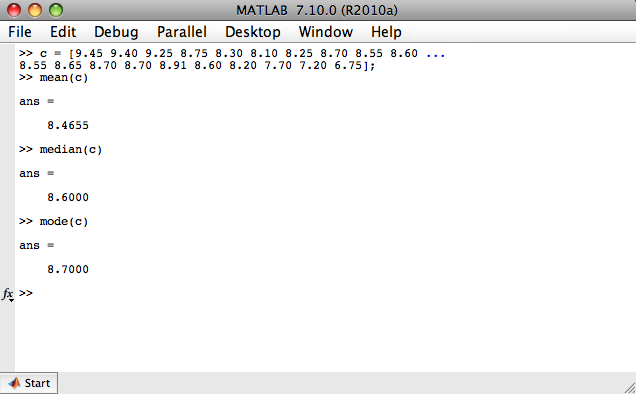 MATLAB 7.10.0 (R2010a)
File Edit Debug Parallel Desktop Window Help
>> c = [9.45 9.40 9.25 8.75 8.30 8.10 8.25 8.70 8.55 8.60 ...
8.55 8.65 8.70 8.70 8.91 8.60 8.20 7.70 7.20 6.75];
>> mean(c)
ans =
8.4655
>> median(c)
ans =
8.6000
>> mode(c)
ans =
8.7000
fx >>
Start